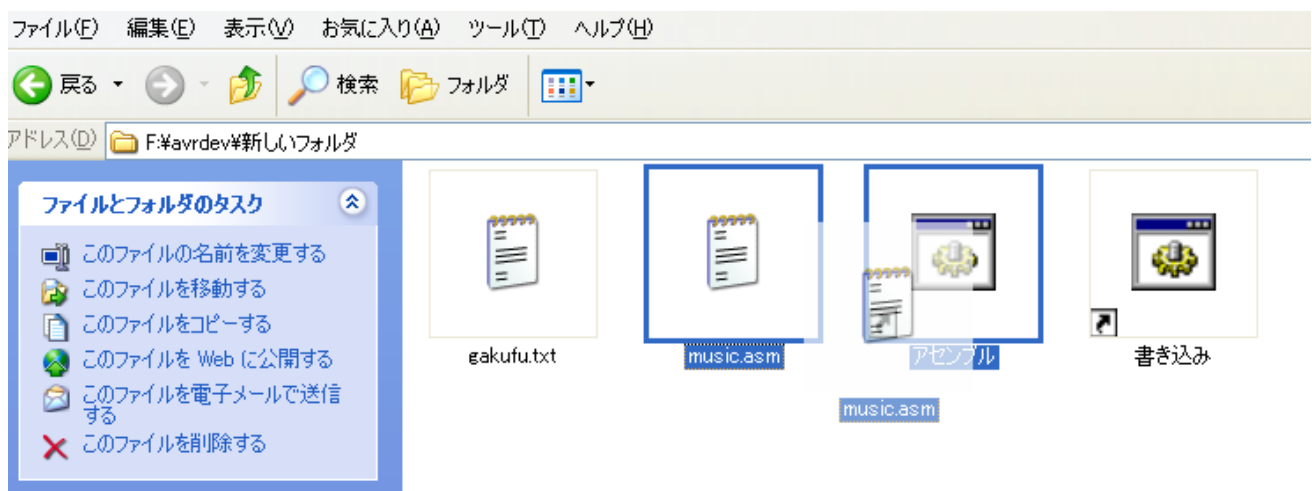 ファイル(F) 編集(E) 表示(V) お気に入り(A) ツール(T) ヘルプ(H)
戻る 検索 フォルダ
アドレス(D) F:¥avrdev¥新しいフォルダ
ファイルとフォルダのタスク
このファイルの名前を変更する
このファイルを移動する
このファイルをコピーする
このファイルを Web に公開する
このファイルを電子メールで送信
する
このファイルを削除する
gakufu.txt music.asm アセンブル 書き込み
music.asm